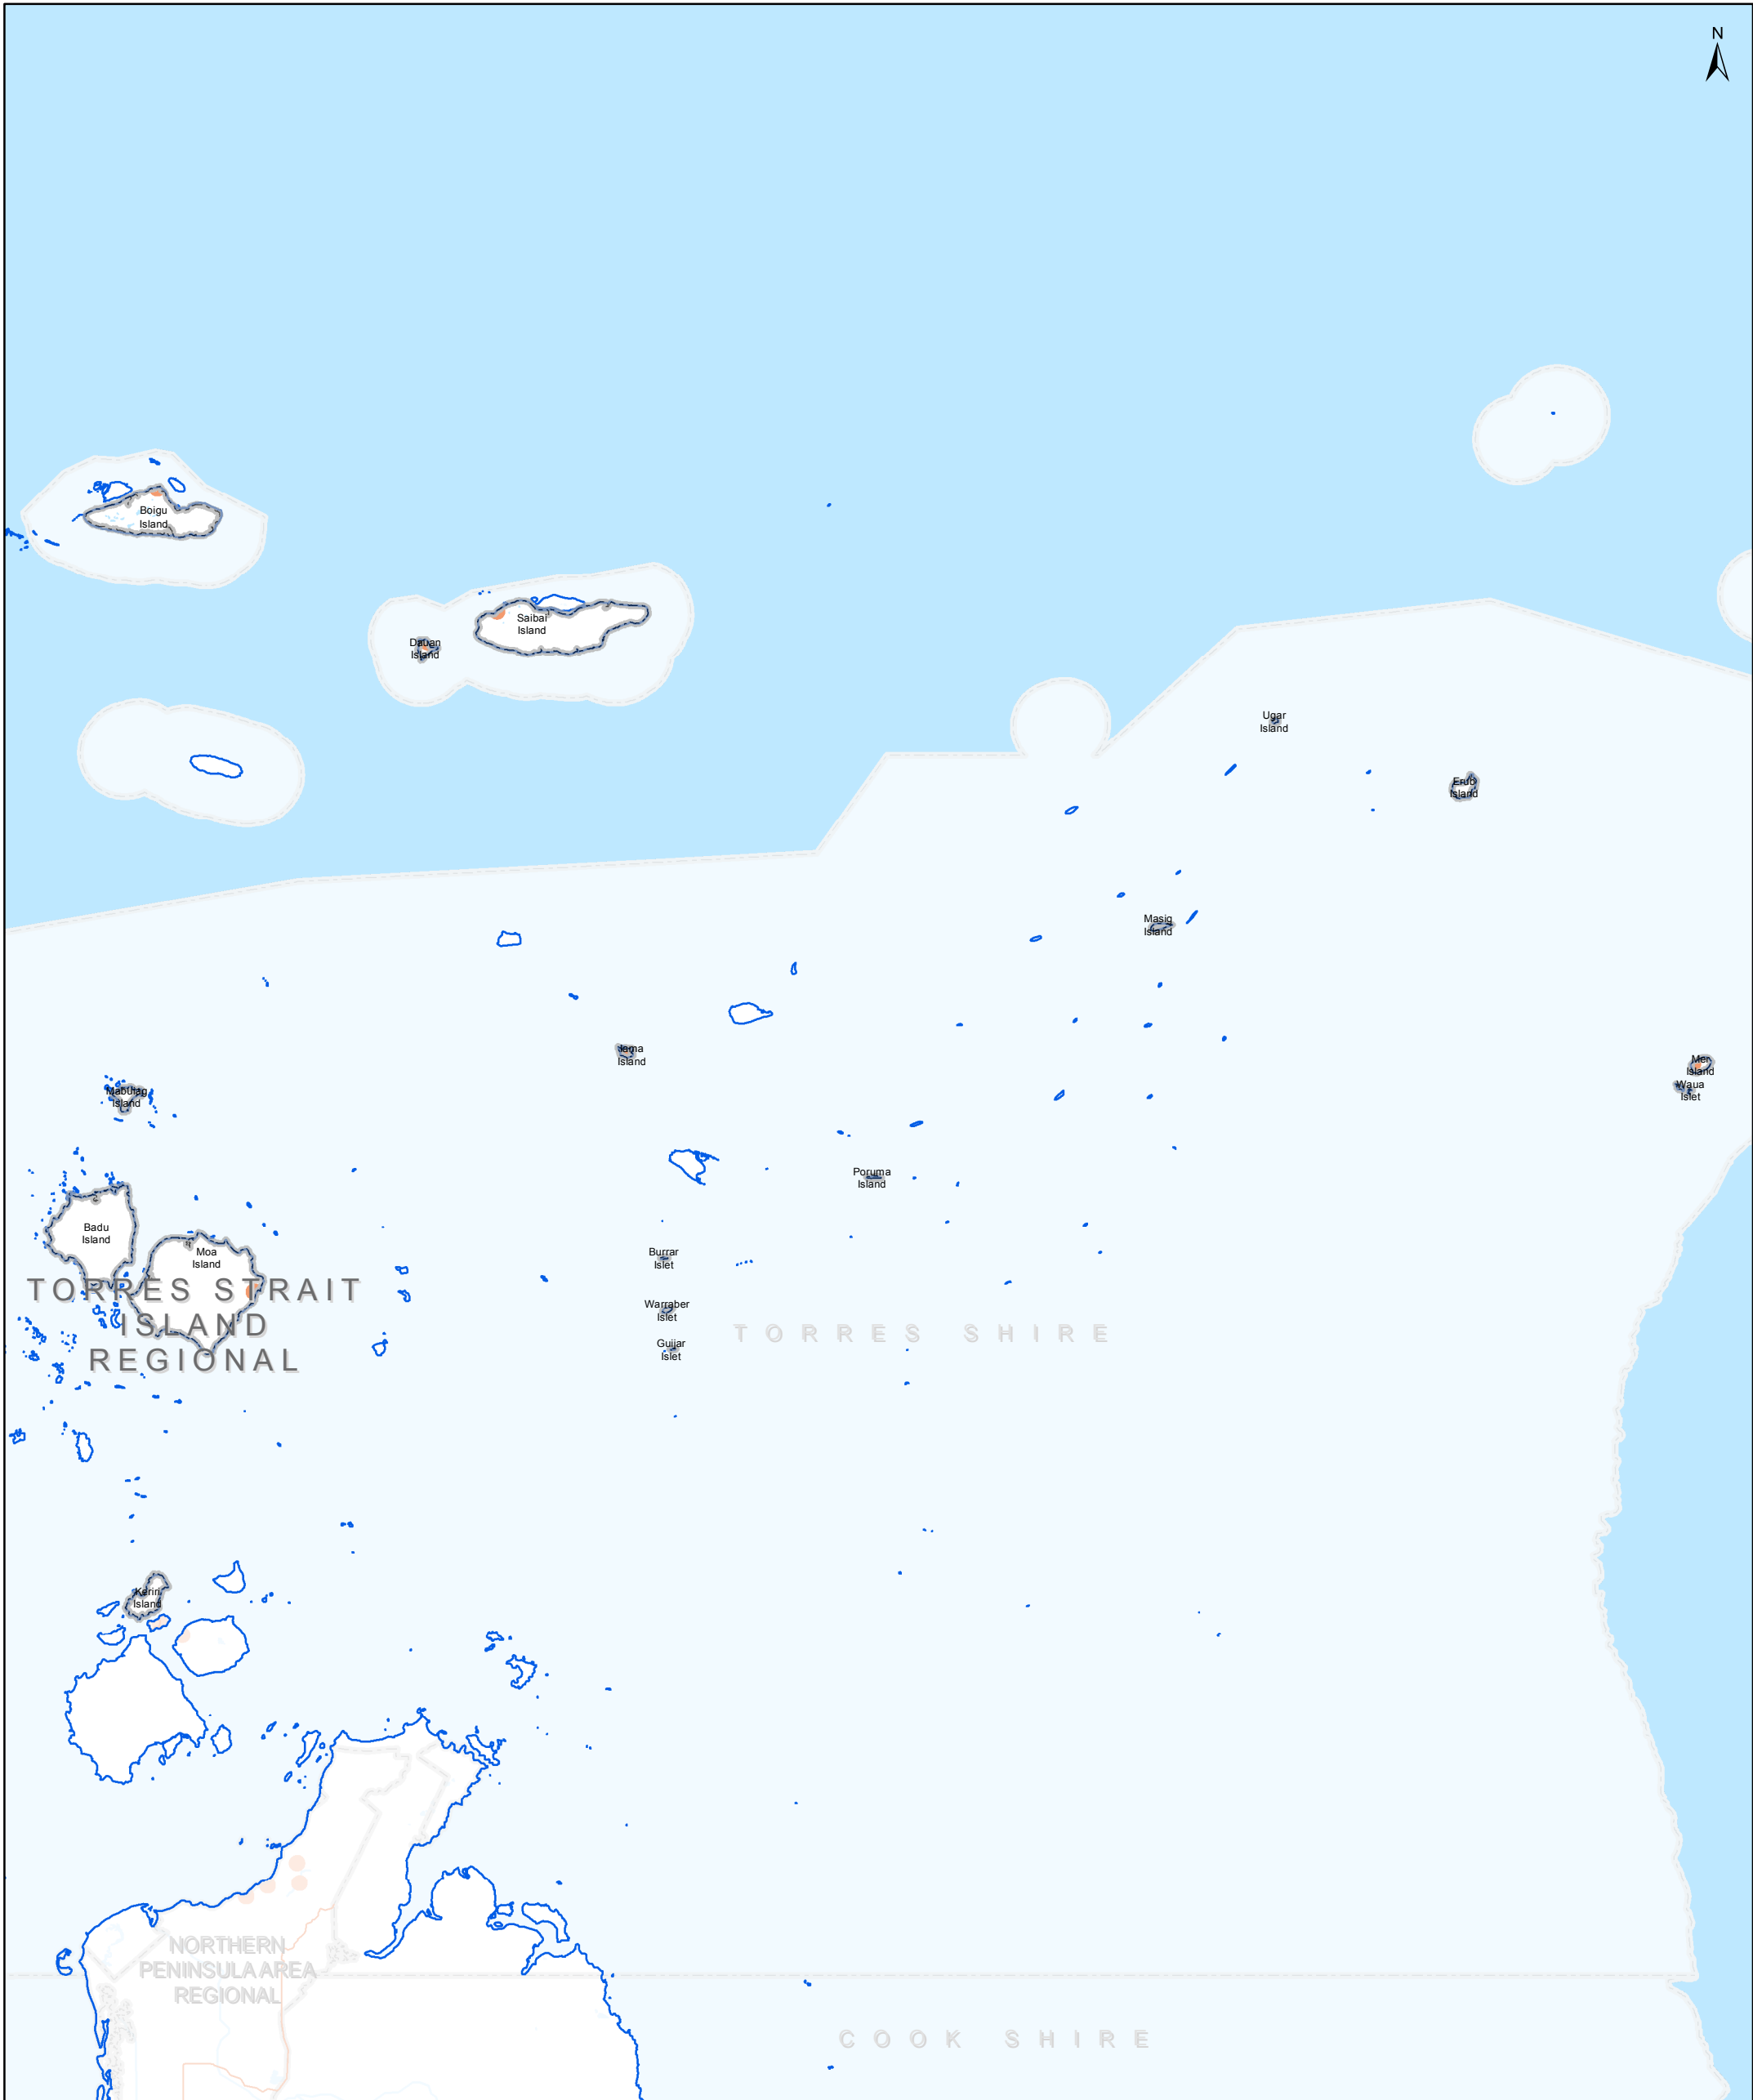 N
Boigu
Island
Saibai
Island
Dauan
Island
Ugar
Island
Erub
Island
Masig
Island
Iama
Island
Mer
Island
Waua
Islet
Mabuiag
Island
Poruma
Island
Badu
Island
Moa
Island
Burrar
Islet
TORRES STRAIT
ISLAND
REGIONAL
Warraber
Islet
TORRES SHIRE
Guijar
Islet
Keriri
Island
NORTHERN
PENINSULA AREA
REGIONAL
COOK SHIRE